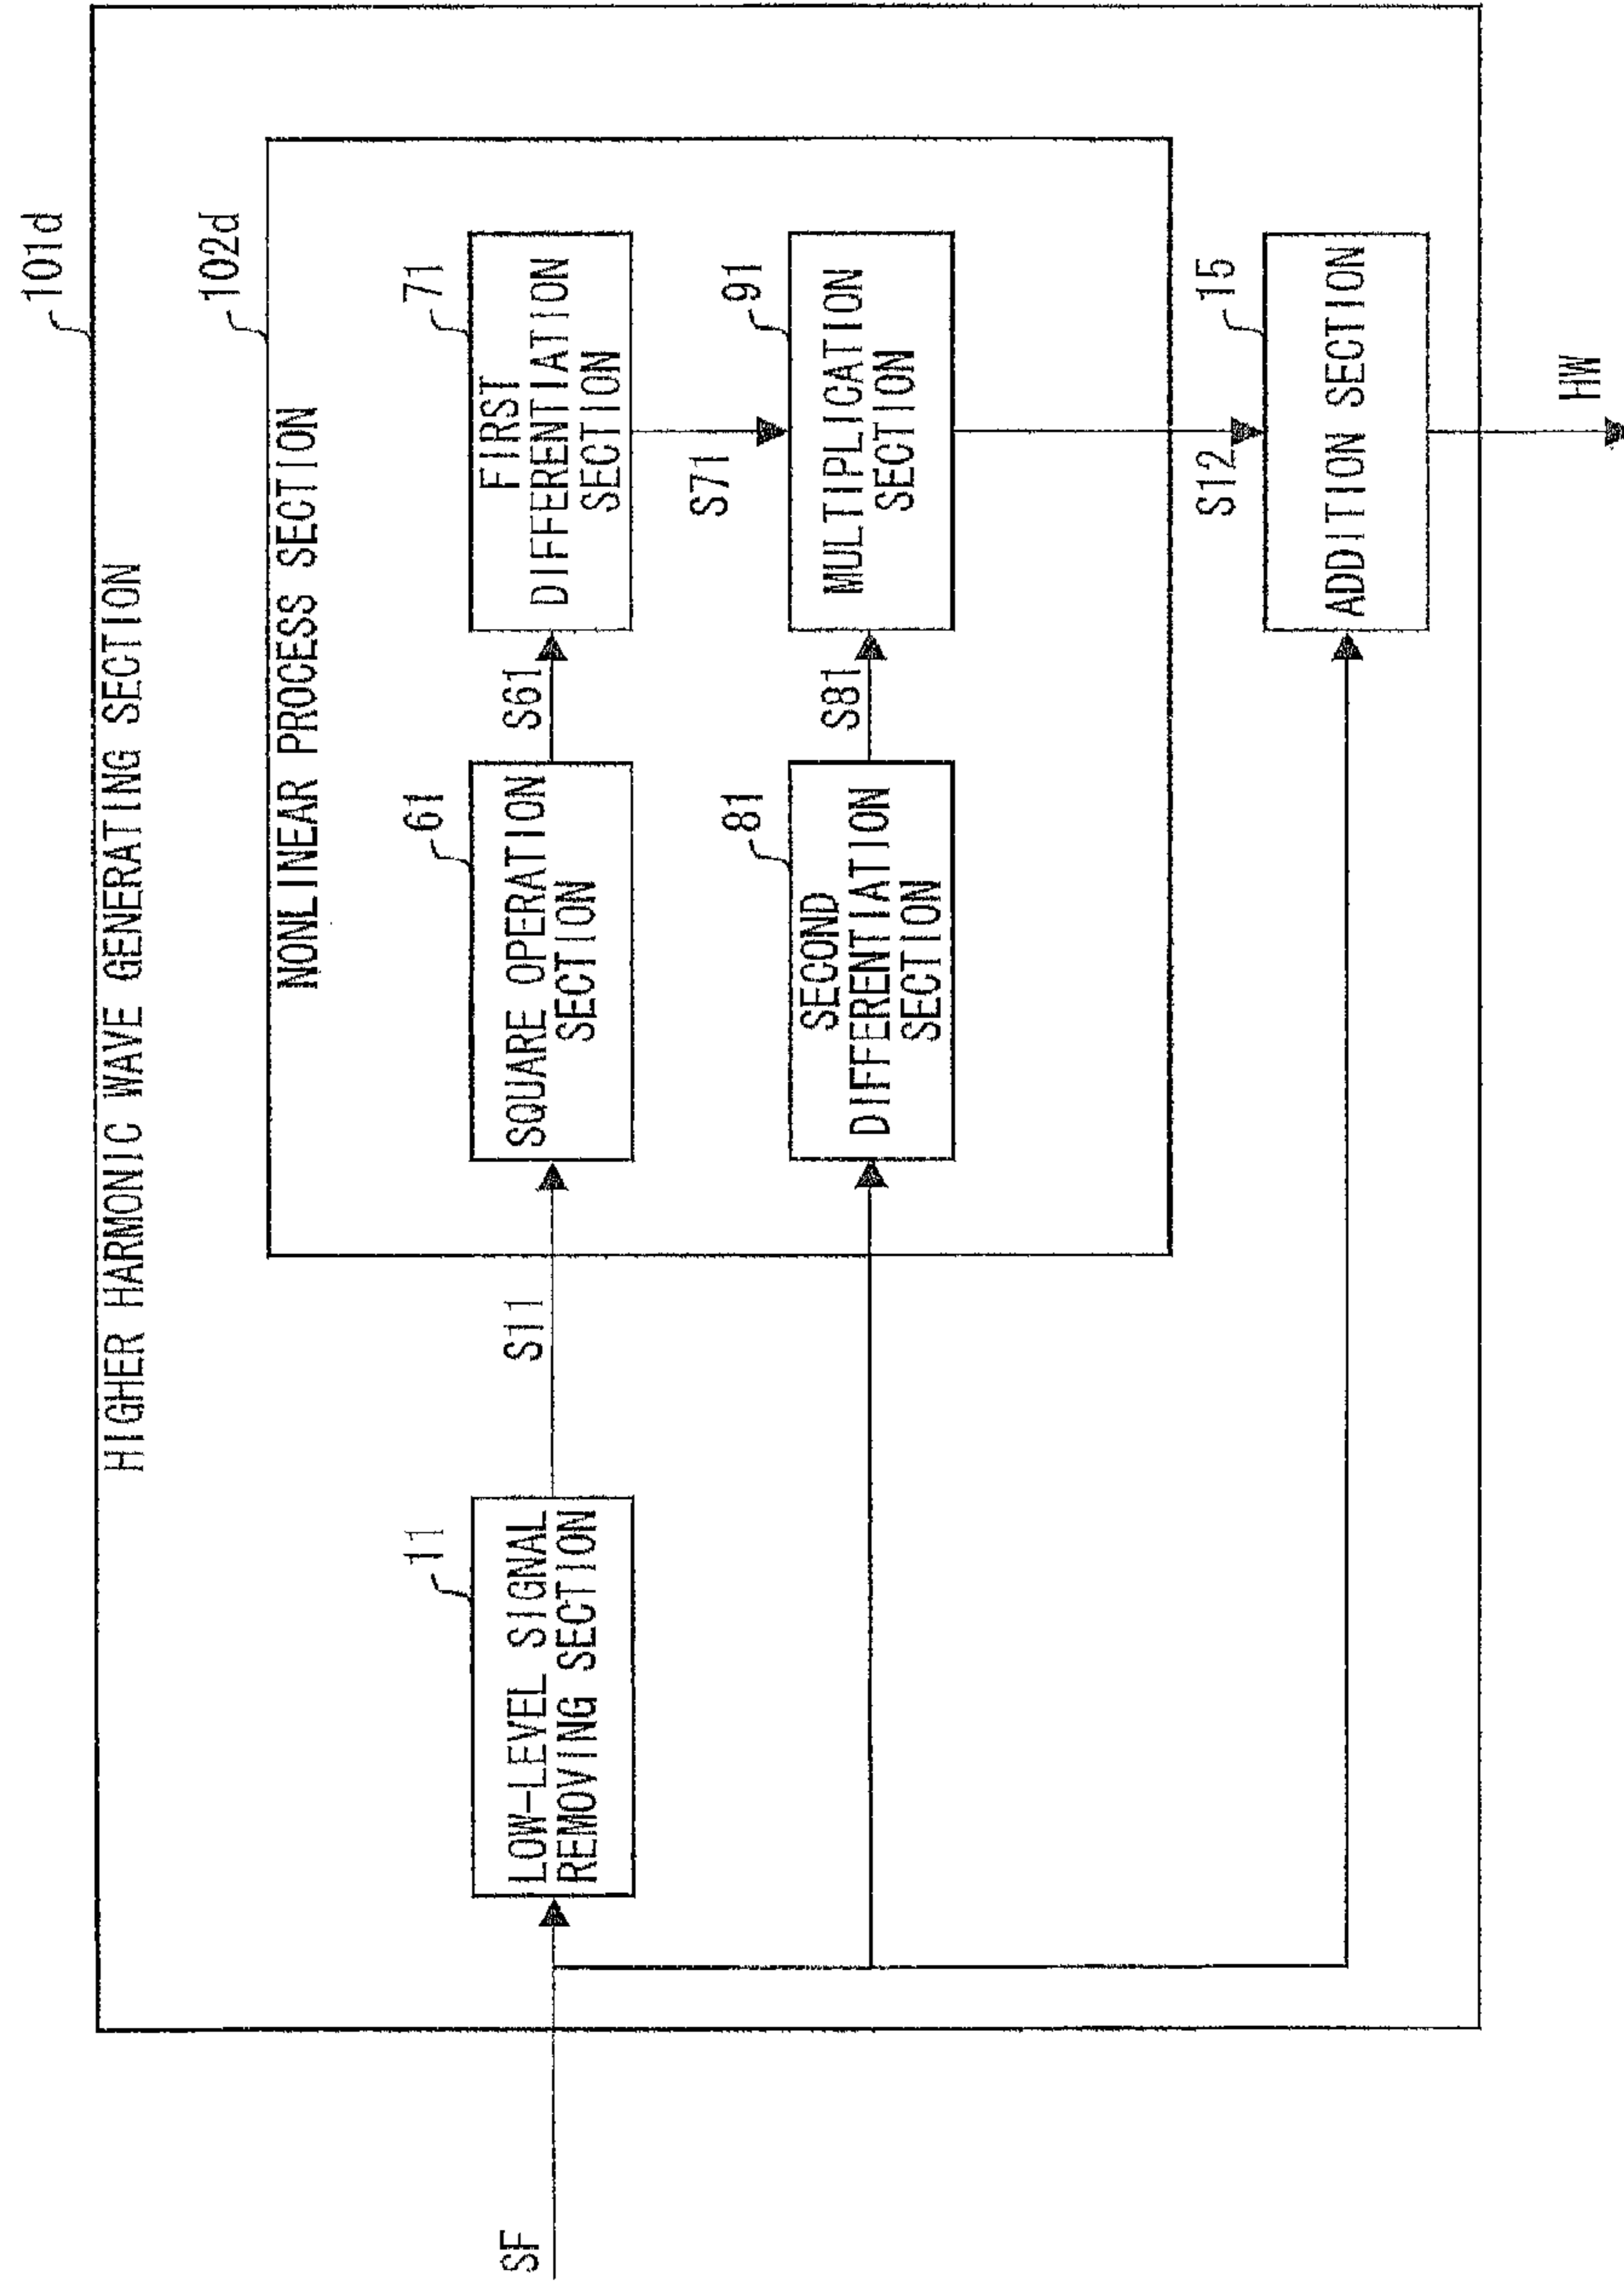 101d
HIGHER HARMONIC WAVE GENERATING SECTION
102d
NONLINEAR PROCESS SECTION
SF
11
LOW-LEVEL SIGNAL
REMOVING SECTION
S11
61
SQUARE OPERATION
SECTION
S61
71
FIRST
DIFFERENTIATION
SECTION
S71
81
SECOND
DIFFERENTIATION
SECTION
S81
91
MULTIPLICATION
SECTION
S12
15
ADDITION SECTION
HW